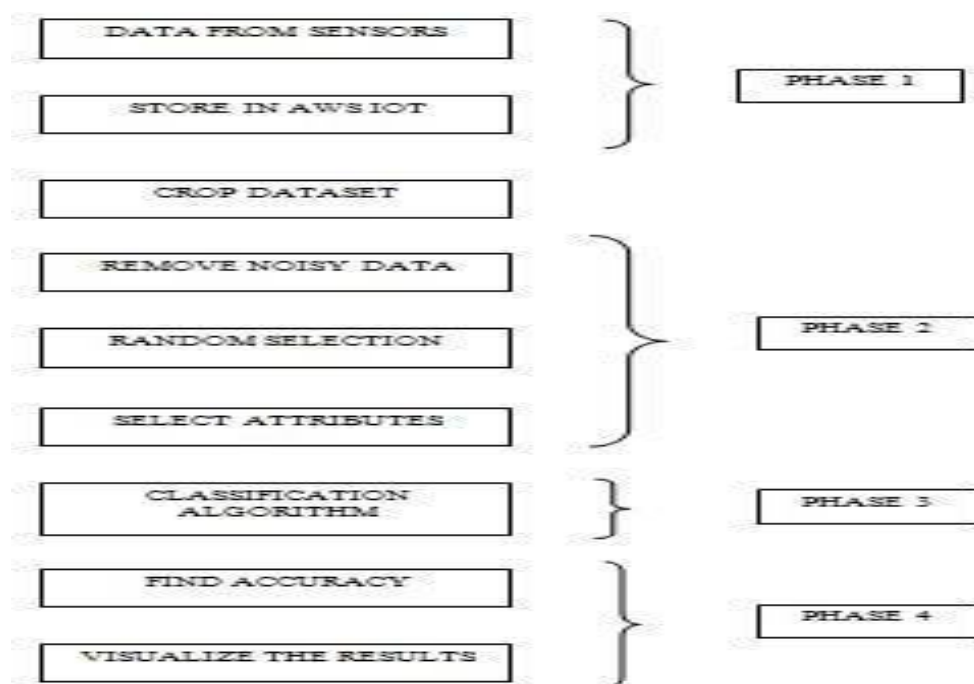 DATA FROM SENSORS
STORE IN AWS IOT
PHASE 1
CROP DATASET
REMOVE NOISY DATA
RANDOM SELECTION
SELECT ATTRIBUTES
PHASE 2
CLASSIFICATION
ALGORITHM
PHASE 3
FIND ACCURACY
VISUALIZE THE RESULTS
PHASE 4